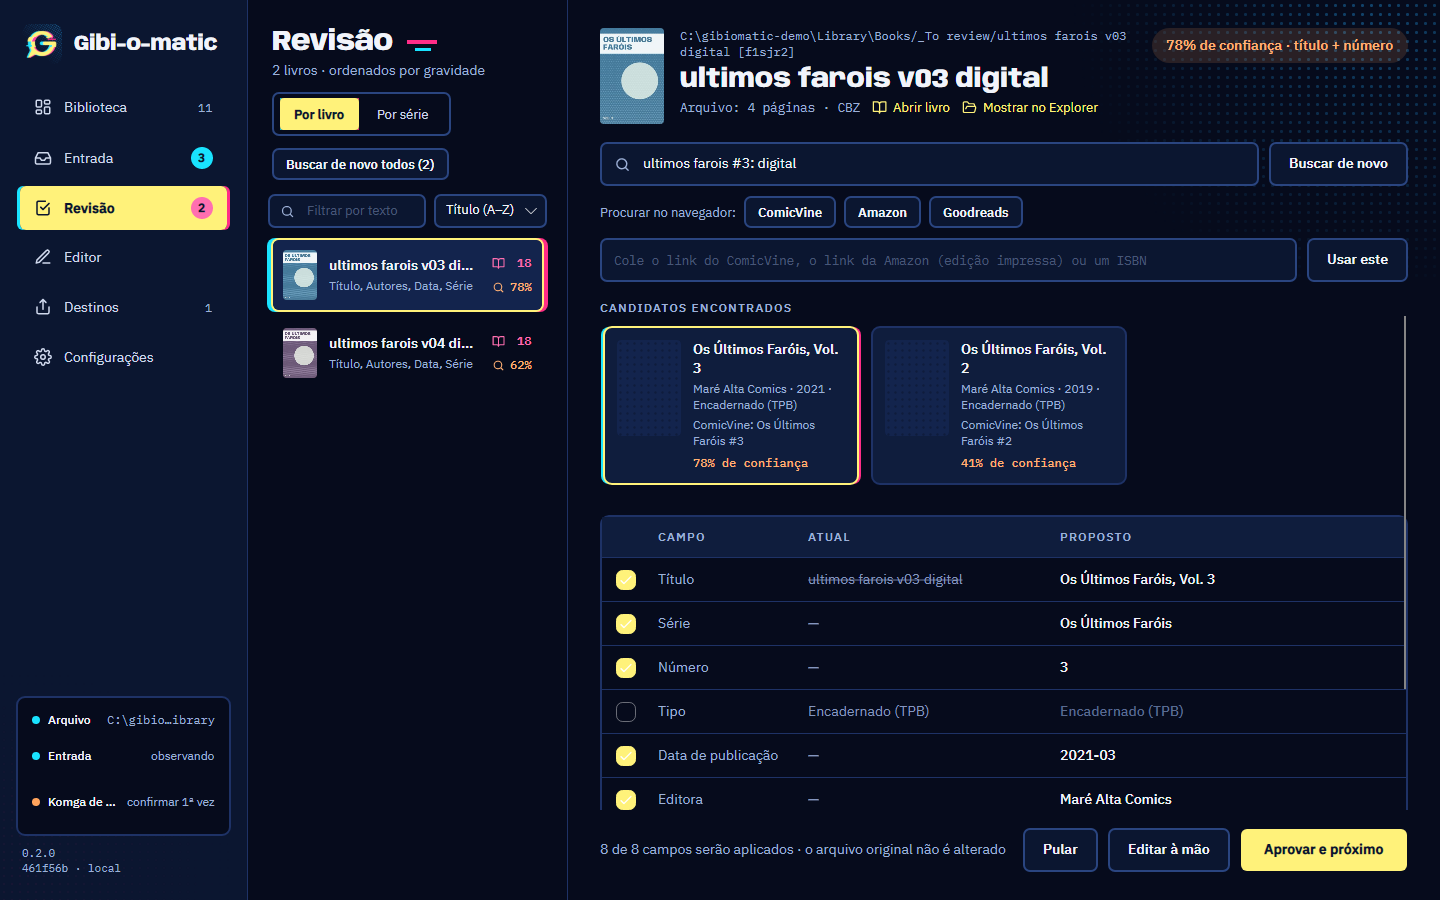 Gibi-o-matic
Biblioteca 11
Entrada 3
Revisão 2
Editor
Destinos 1
Configurações
Arquivo C:\gibio…ibrary
Entrada observando
Komga de ... confirmar 1ª vez
0.2.0
461f56b · local
Revisão
2 livros · ordenados por gravidade
Por livro Por série
Buscar de novo todos (2)
Filtrar por texto Título (A–Z)
OS ÚLTIMOS
FARÓIS
ultimos farois v03 di... 18
Título, Autores, Data, Série 78%
OS ÚLTIMOS
FARÓIS
ultimos farois v04 di... 18
Título, Autores, Data, Série 62%
OS ÚLTIMOS
FARÓIS
C:\gibiomatic-demo\Library\Books/_To review/ultimos farois v03
digital [f1sjr2]
78% de confiança · título + número
ultimos farois v03 digital
Arquivo: 4 páginas · CBZ Abrir livro Mostrar no Explorer
ultimos farois #3: digital Buscar de novo
Procurar no navegador: ComicVine Amazon Goodreads
Cole o link do ComicVine, o link da Amazon (edição impressa) ou um ISBN Usar este
CANDIDATOS ENCONTRADOS
Os Últimos Faróis, Vol.
3
Maré Alta Comics · 2021 ·
Encadernado (TPB)
ComicVine: Os Últimos
Faróis #3
78% de confiança
Os Últimos Faróis, Vol.
2
Maré Alta Comics · 2019 ·
Encadernado (TPB)
ComicVine: Os Últimos
Faróis #2
41% de confiança
CAMPO ATUAL PROPOSTO
Título ultimos farois v03 digital Os Últimos Faróis, Vol. 3
Série — Os Últimos Faróis
Número — 3
Tipo Encadernado (TPB) Encadernado (TPB)
Data de publicação — 2021-03
Editora — Maré Alta Comics
8 de 8 campos serão aplicados · o arquivo original não é alterado Pular Editar à mão Aprovar e próximo